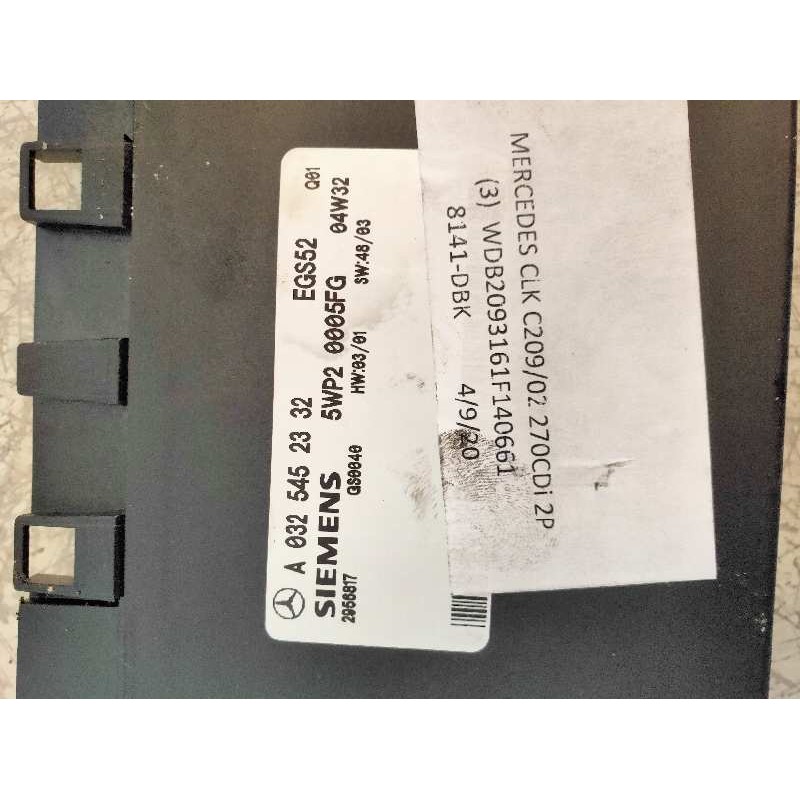 A 032 545 23 32 EGS52 Q01
SIEMENS 5WP2 0005FG 04W32
2956817 GS0040 HW:03/01 SW:48/03
MERCEDES CLK C209/02 270CDi 2P
(3) WDB2093161F140661
8141-DBK 4/9/20